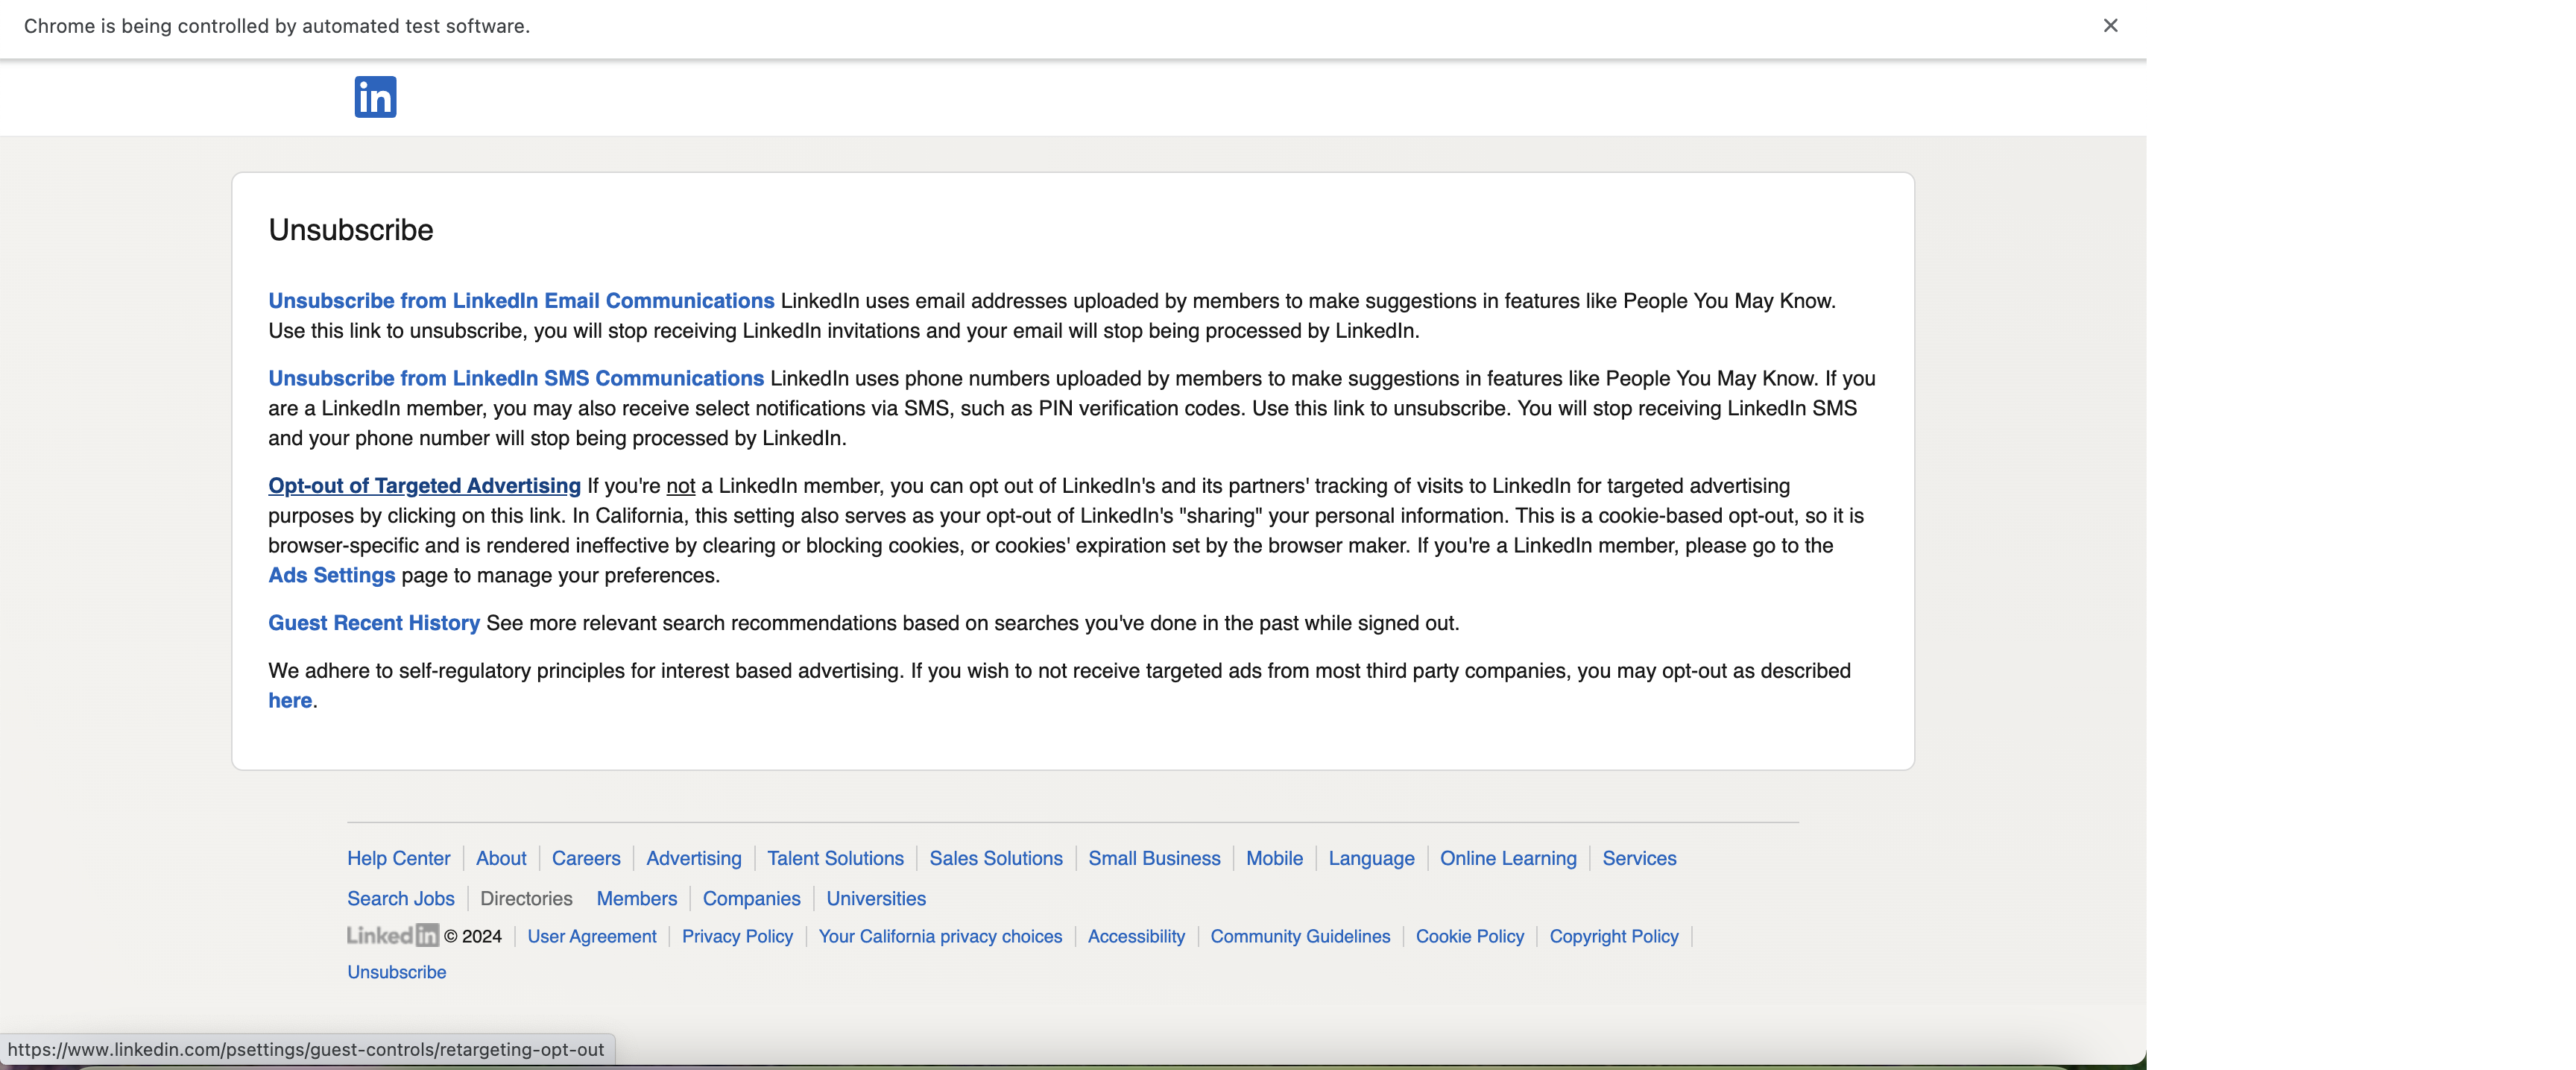 Chrome is being controlled by automated test software.
in
Unsubscribe
Unsubscribe from LinkedIn Email Communications LinkedIn uses email addresses uploaded by members to make suggestions in features like People You May Know.
Use this link to unsubscribe, you will stop receiving LinkedIn invitations and your email will stop being processed by LinkedIn.
Unsubscribe from LinkedIn SMS Communications LinkedIn uses phone numbers uploaded by members to make suggestions in features like People You May Know. If you
are a LinkedIn member, you may also receive select notifications via SMS, such as PIN verification codes. Use this link to unsubscribe. You will stop receiving LinkedIn SMS
and your phone number will stop being processed by LinkedIn.
Opt-out of Targeted Advertising If you're not a LinkedIn member, you can opt out of LinkedIn's and its partners' tracking of visits to LinkedIn for targeted advertising
purposes by clicking on this link. In California, this setting also serves as your opt-out of LinkedIn's "sharing" your personal information. This is a cookie-based opt-out, so it is
browser-specific and is rendered ineffective by clearing or blocking cookies, or cookies' expiration set by the browser maker. If you're a LinkedIn member, please go to the
Ads Settings page to manage your preferences.
Guest Recent History See more relevant search recommendations based on searches you've done in the past while signed out.
We adhere to self-regulatory principles for interest based advertising. If you wish to not receive targeted ads from most third party companies, you may opt-out as described
here.
Help Center About Careers Advertising Talent Solutions Sales Solutions Small Business Mobile Language Online Learning Services
Search Jobs Directories Members Companies Universities
LinkedIn © 2024 User Agreement Privacy Policy Your California privacy choices Accessibility Community Guidelines Cookie Policy Copyright Policy
Unsubscribe
https://www.linkedin.com/psettings/guest-controls/retargeting-opt-out